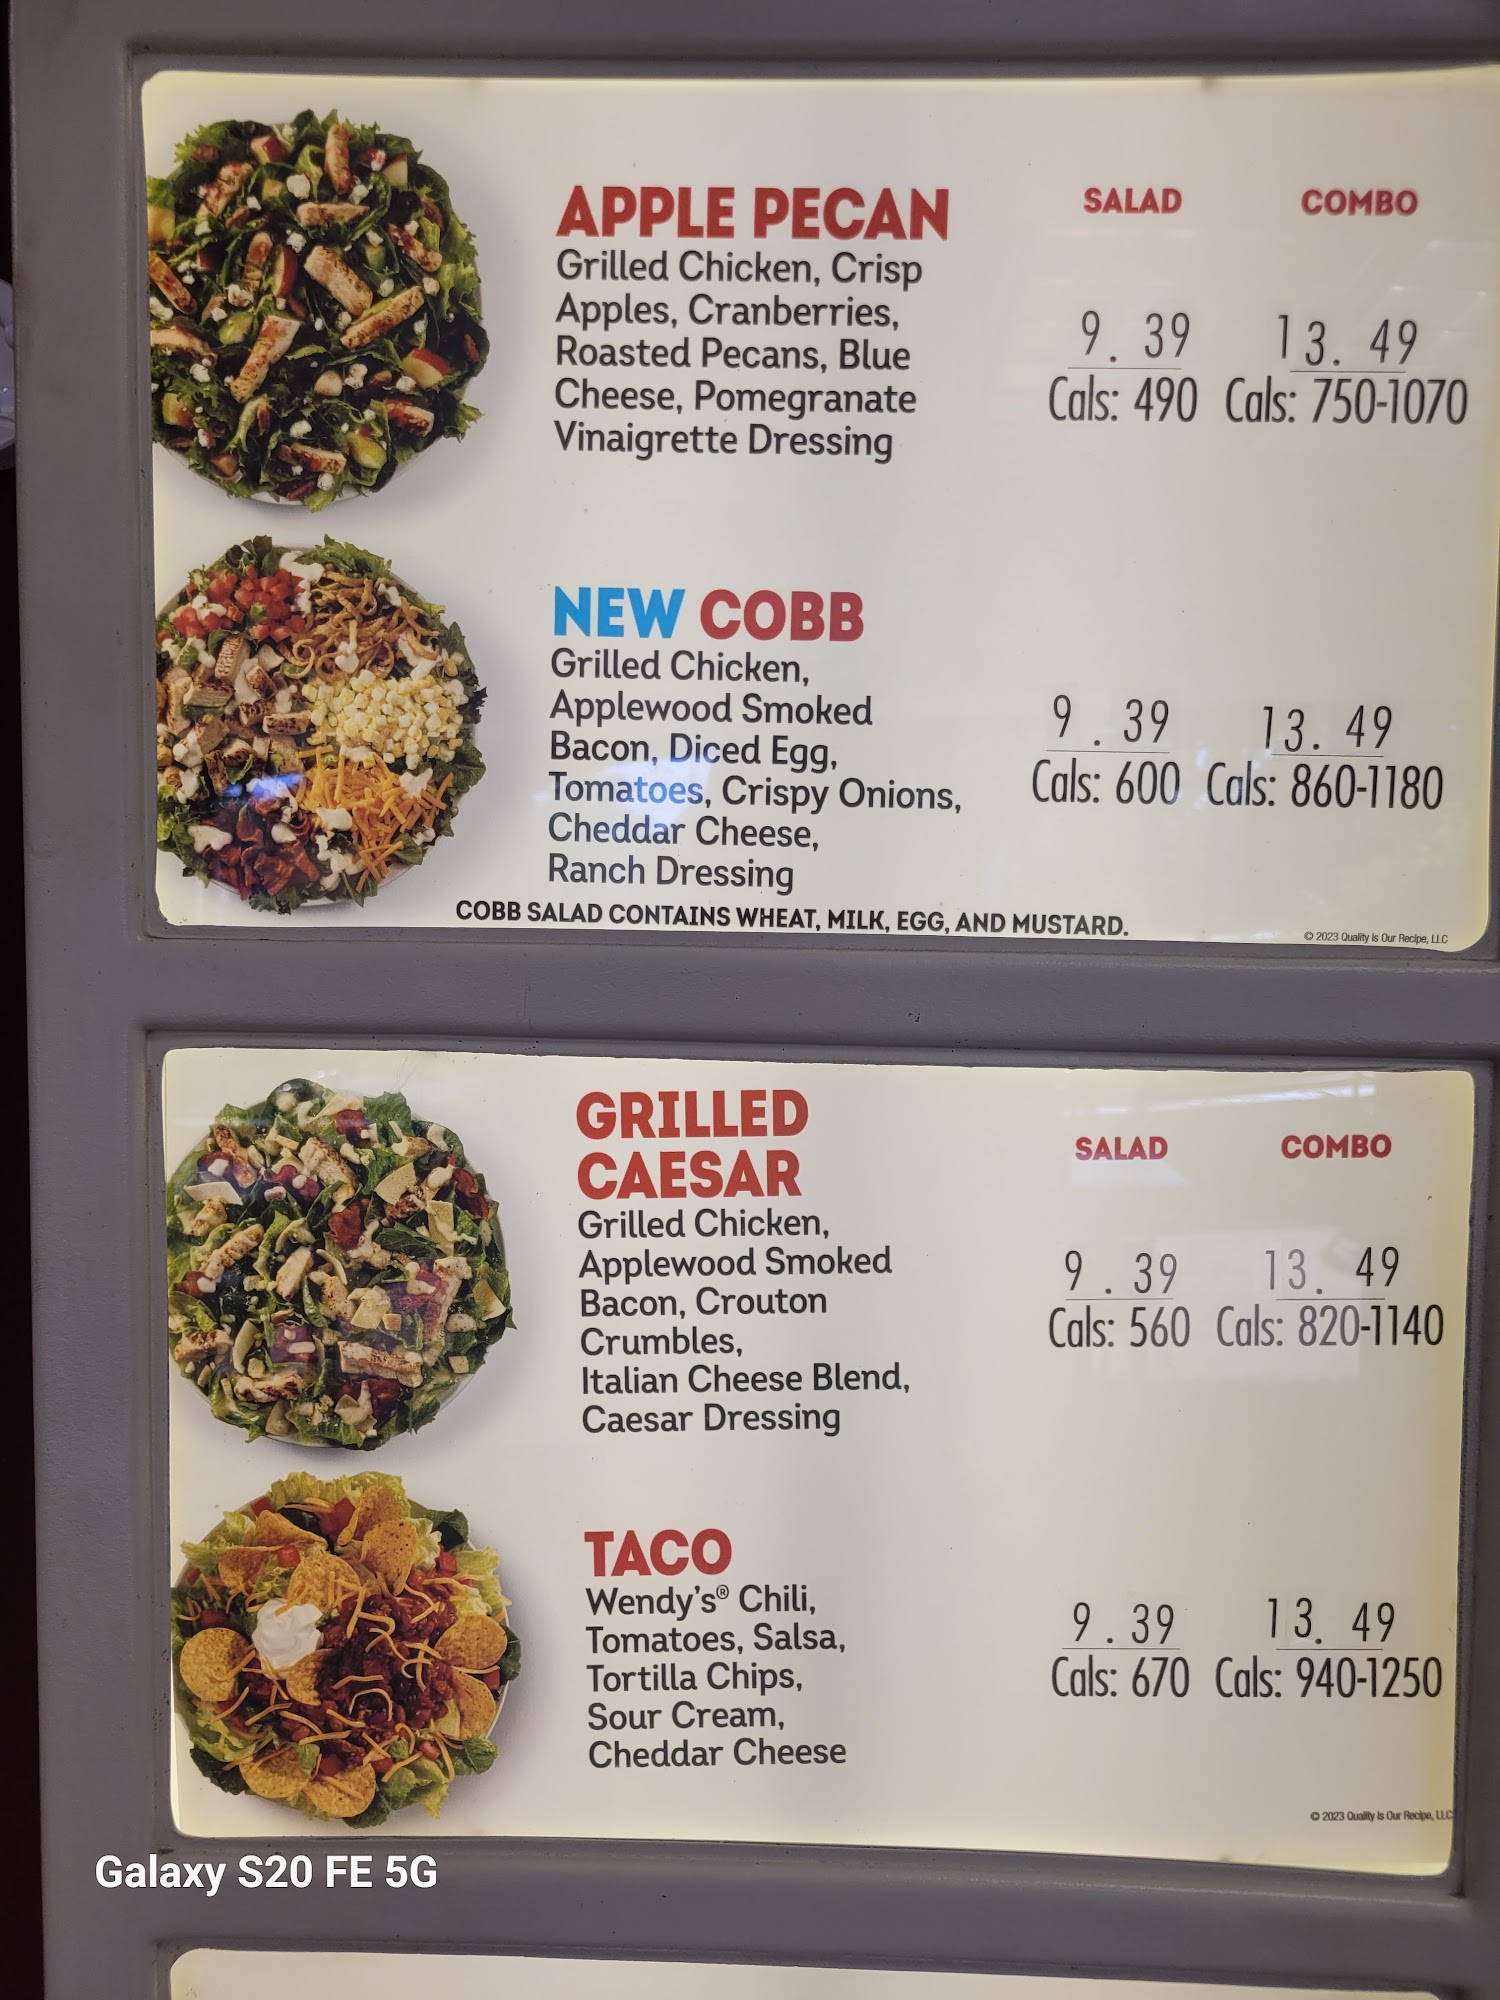 APPLE PECAN
Grilled Chicken, Crisp
Apples, Cranberries,
Roasted Pecans, Blue
Cheese, Pomegranate
Vinaigrette Dressing
SALAD COMBO
9.39 13.49
Cals: 490 Cals: 750-1070
NEW COBB
Grilled Chicken,
Applewood Smoked
Bacon, Diced Egg,
Tomatoes, Crispy Onions,
Cheddar Cheese,
Ranch Dressing
9.39 13.49
Cals: 600 Cals: 860-1180
COBB SALAD CONTAINS WHEAT, MILK, EGG, AND MUSTARD.
© 2023 Quality Is Our Recipe, LLC
GRILLED
CAESAR
Grilled Chicken,
Applewood Smoked
Bacon, Crouton
Crumbles,
Italian Cheese Blend,
Caesar Dressing
SALAD COMBO
9.39 13.49
Cals: 560 Cals: 820-1140
TACO
Wendy's® Chili,
Tomatoes, Salsa,
Tortilla Chips,
Sour Cream,
Cheddar Cheese
9.39 13.49
Cals: 670 Cals: 940-1250
© 2023 Quality Is Our Recipe, LLC
Galaxy S20 FE 5G